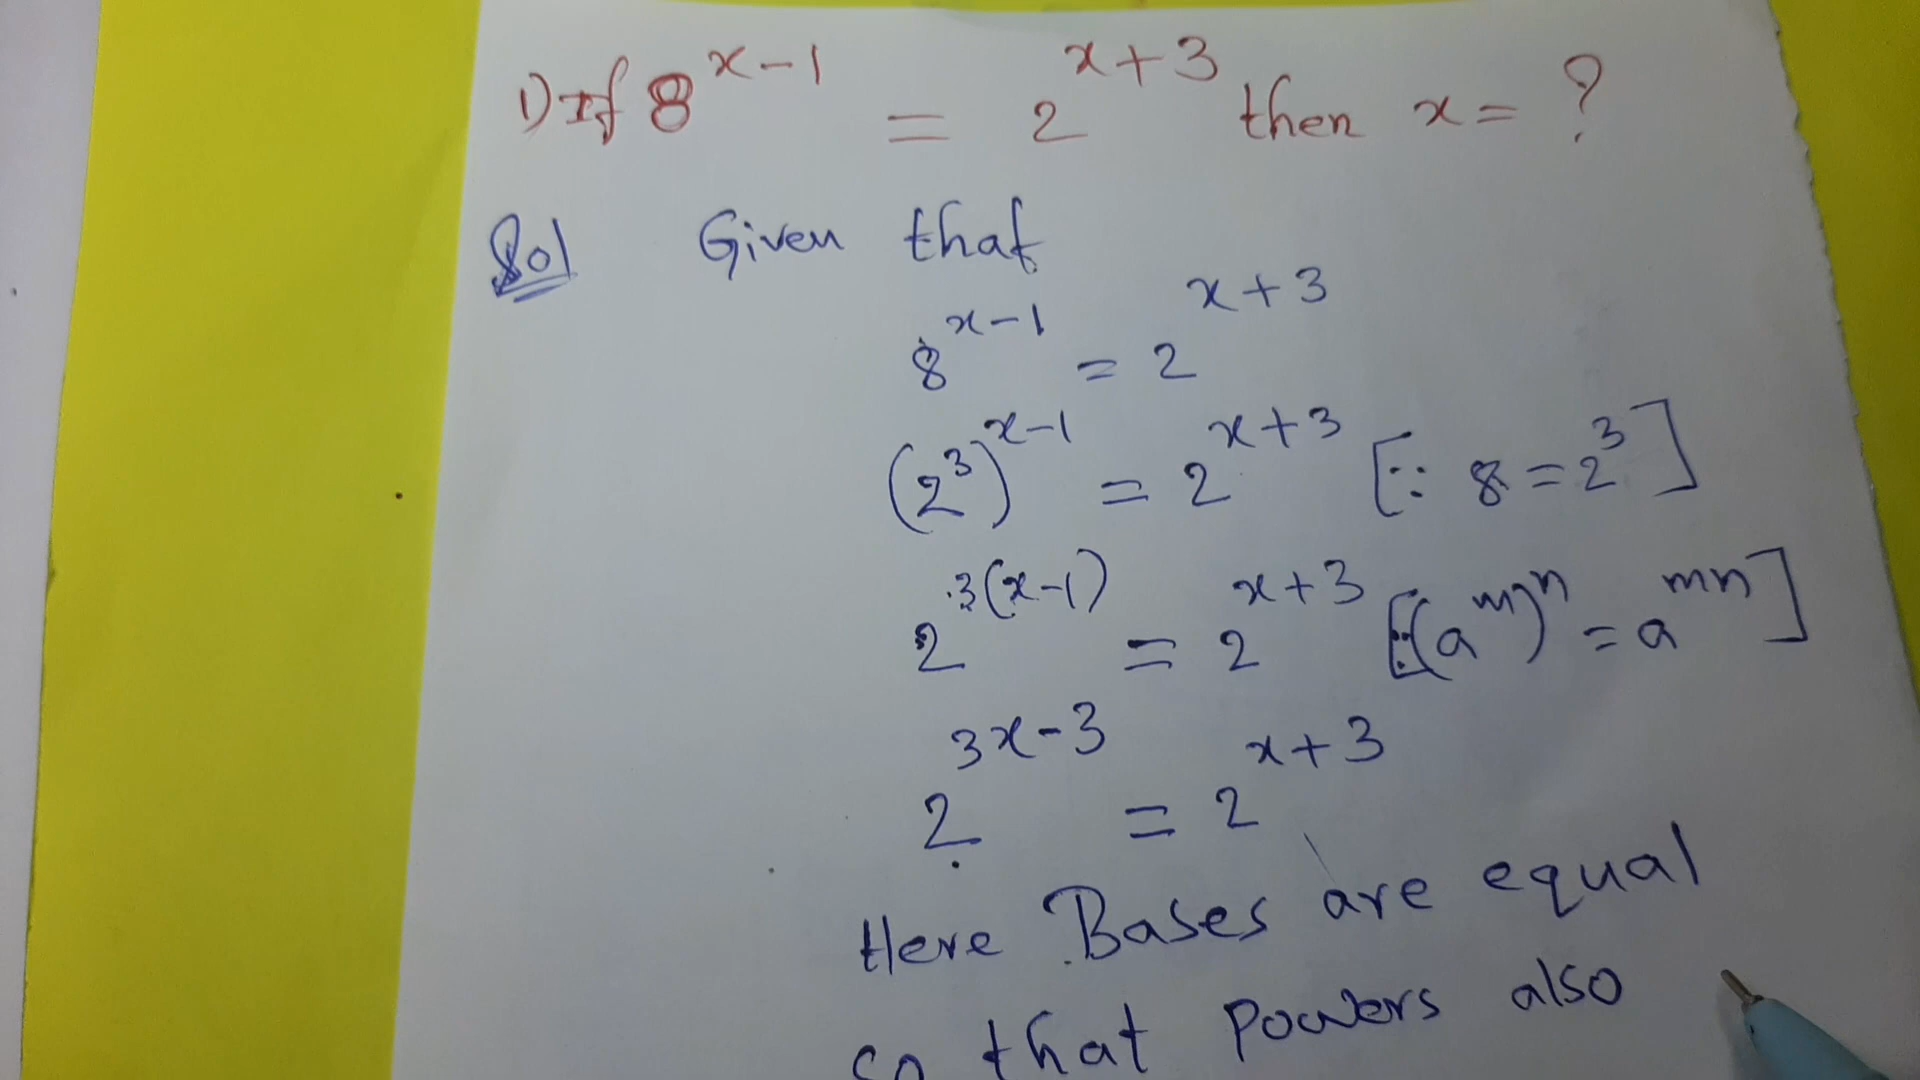 1) If 8^(x-1) = 2^(x+3) then x = ?
Sol Given that
8^(x-1) = 2^(x+3)
(2^3)^(x-1) = 2^(x+3) [∵ 8 = 2^3]
2^(3(x-1)) = 2^(x+3) [∵ (a^m)^n = a^(mn)]
2^(3x-3) = 2^(x+3)
Here Bases are equal
so that powers also